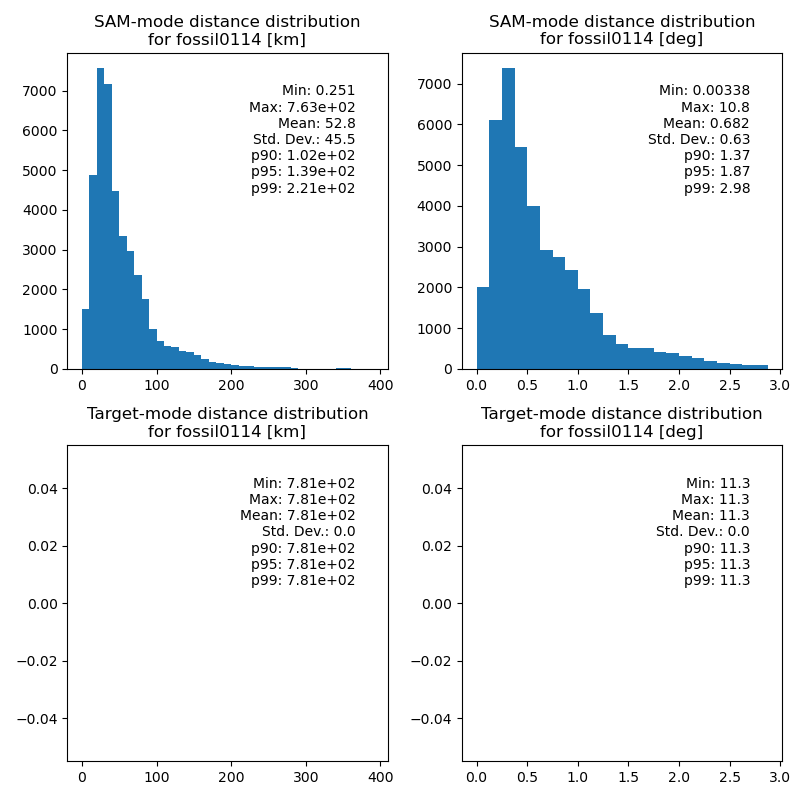 SAM-mode distance distribution
for fossil0114 [km]
Min: 0.251
Max: 7.63e+02
Mean: 52.8
Std. Dev.: 45.5
p90: 1.02e+02
p95: 1.39e+02
p99: 2.21e+02
7000
6000
5000
4000
3000
2000
1000
0
0 100 200 300 400
SAM-mode distance distribution
for fossil0114 [deg]
Min: 0.00338
Max: 10.8
Mean: 0.682
Std. Dev.: 0.63
p90: 1.37
p95: 1.87
p99: 2.98
7000
6000
5000
4000
3000
2000
1000
0
0.0 0.5 1.0 1.5 2.0 2.5 3.0
Target-mode distance distribution
for fossil0114 [km]
Min: 7.81e+02
Max: 7.81e+02
Mean: 7.81e+02
Std. Dev.: 0.0
p90: 7.81e+02
p95: 7.81e+02
p99: 7.81e+02
0.04
0.02
0.00
−0.02
−0.04
0 100 200 300 400
Target-mode distance distribution
for fossil0114 [deg]
Min: 11.3
Max: 11.3
Mean: 11.3
Std. Dev.: 0.0
p90: 11.3
p95: 11.3
p99: 11.3
0.04
0.02
0.00
−0.02
−0.04
0.0 0.5 1.0 1.5 2.0 2.5 3.0